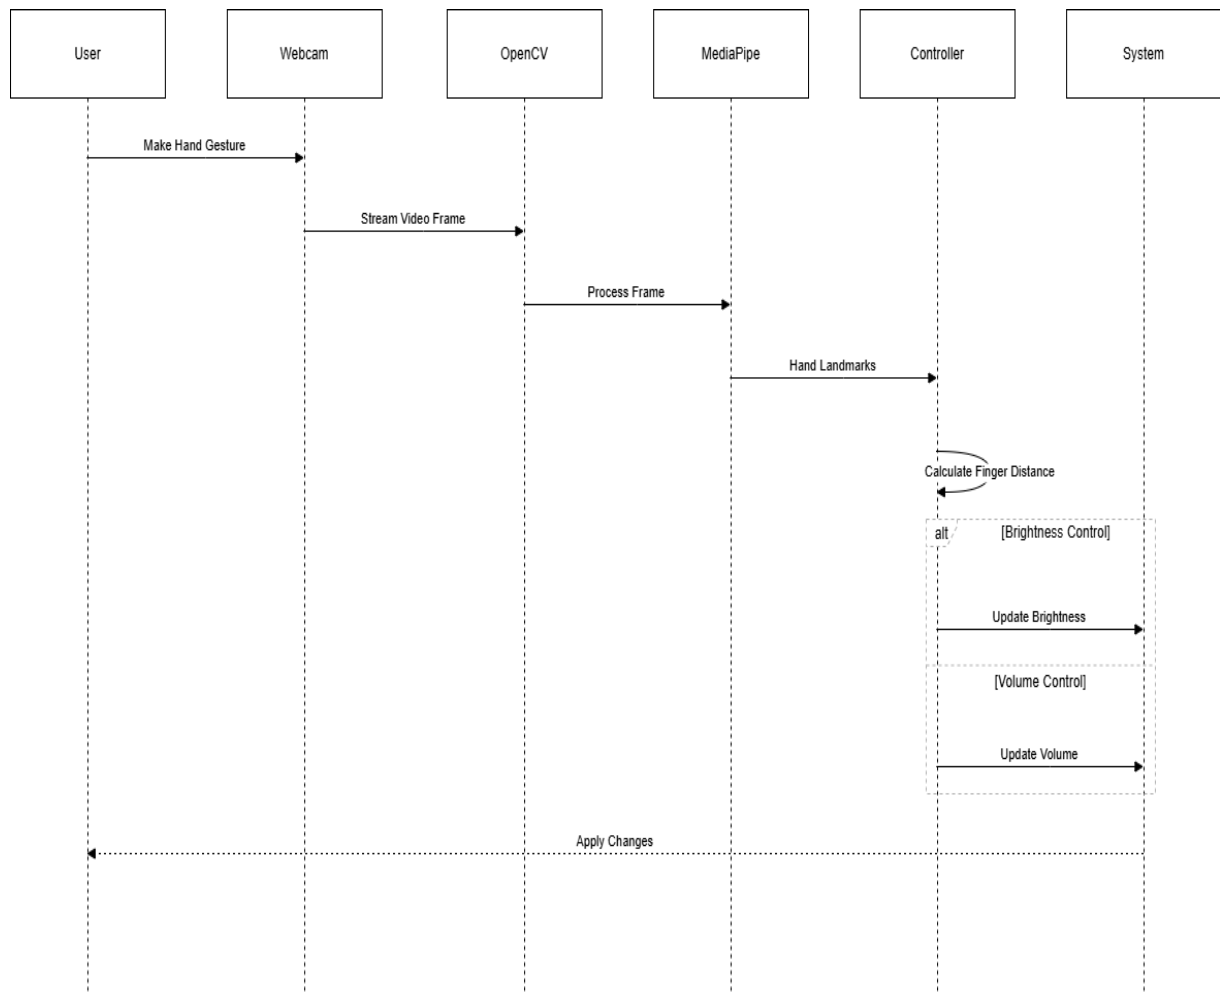 User
Webcam
OpenCV
MediaPipe
Controller
System
Make Hand Gesture
Stream Video Frame
Process Frame
Hand Landmarks
Calculate Finger Distance
alt
[Brightness Control]
Update Brightness
[Volume Control]
Update Volume
Apply Changes